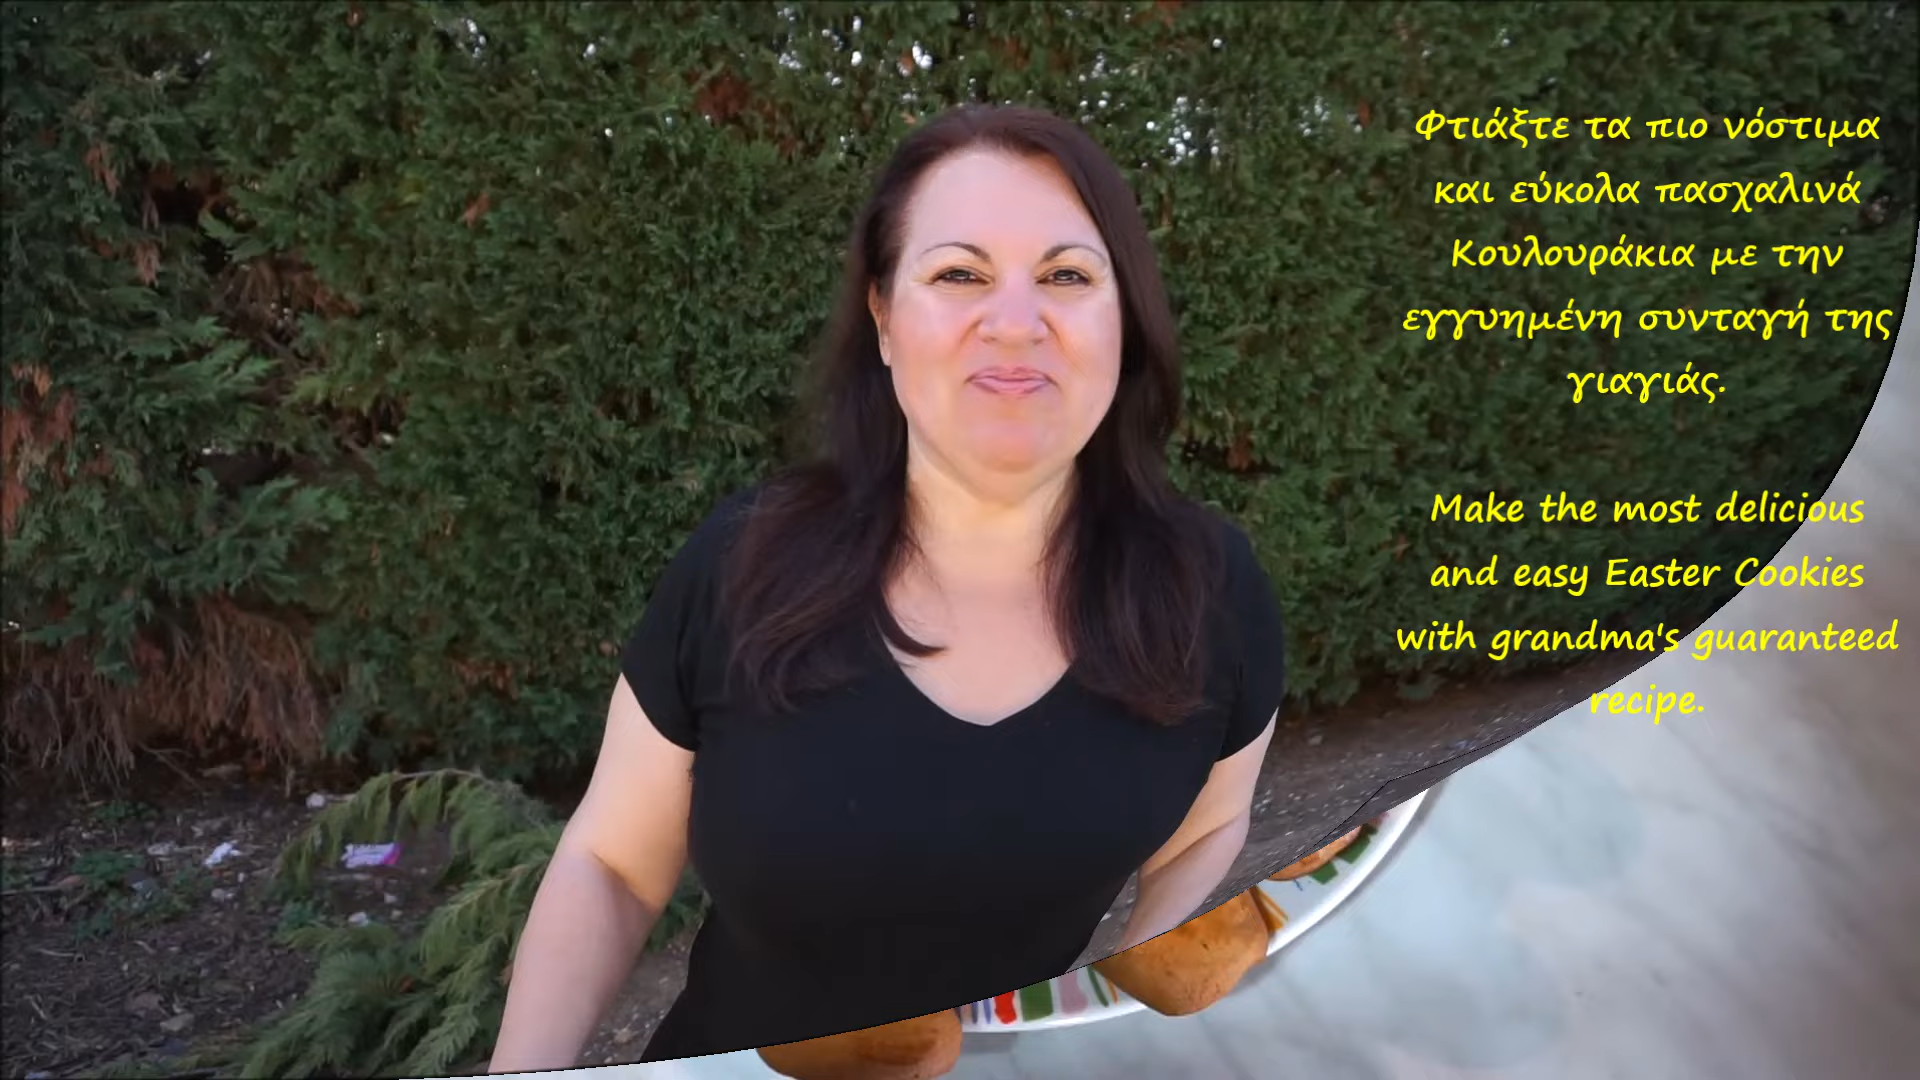 Φτιάξτε τα πιο νόστιμα
και εύκολα πασχαλινά
Κουλουράκια με την
εγγυημένη συνταγή της
γιαγιάς.
Make the most delicious
and easy Easter Cookies
with grandma's guaranteed
recipe.